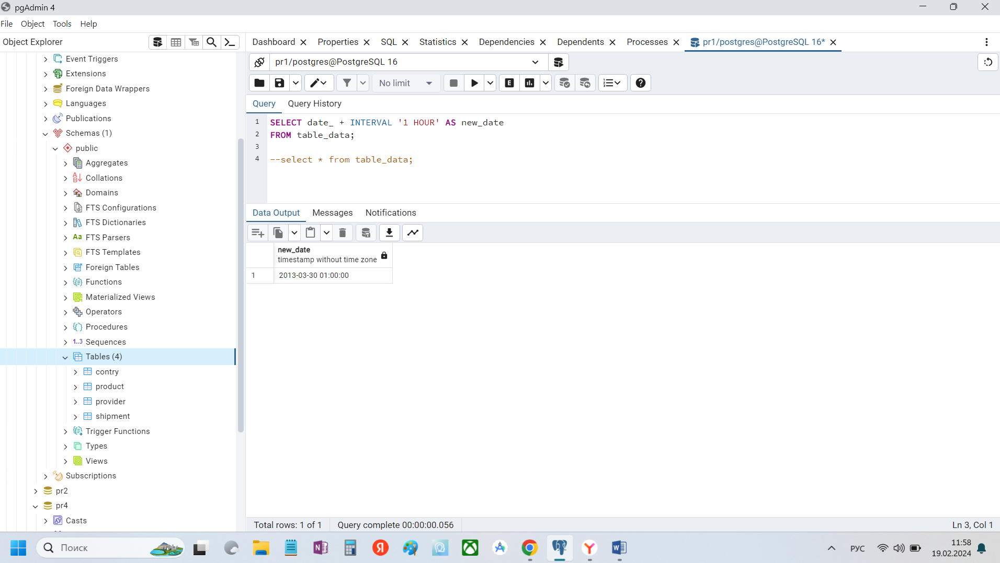 pgAdmin 4
File Object Tools Help
Object Explorer
Dashboard Properties SQL Statistics Dependencies Dependents Processes pr1/postgres@PostgreSQL 16*
pr1/postgres@PostgreSQL 16
No limit
E
Query Query History
1 SELECT date_ + INTERVAL '1 HOUR' AS new_date
2 FROM table_data;
3
4 --select * from table_data;
Data Output Messages Notifications
new_date
timestamp without time zone
1 2013-03-30 01:00:00
Total rows: 1 of 1 Query complete 00:00:00.056 Ln 3, Col 1
Event Triggers
Extensions
Foreign Data Wrappers
Languages
Publications
Schemas (1)
public
Aggregates
Collations
Domains
FTS Configurations
FTS Dictionaries
Aa FTS Parsers
FTS Templates
Foreign Tables
Functions
Materialized Views
Operators
Procedures
1..3 Sequences
Tables (4)
contry
product
provider
shipment
Trigger Functions
Types
Views
Subscriptions
pr2
pr4
Casts
Поиск
РУС
11:58
19.02.2024